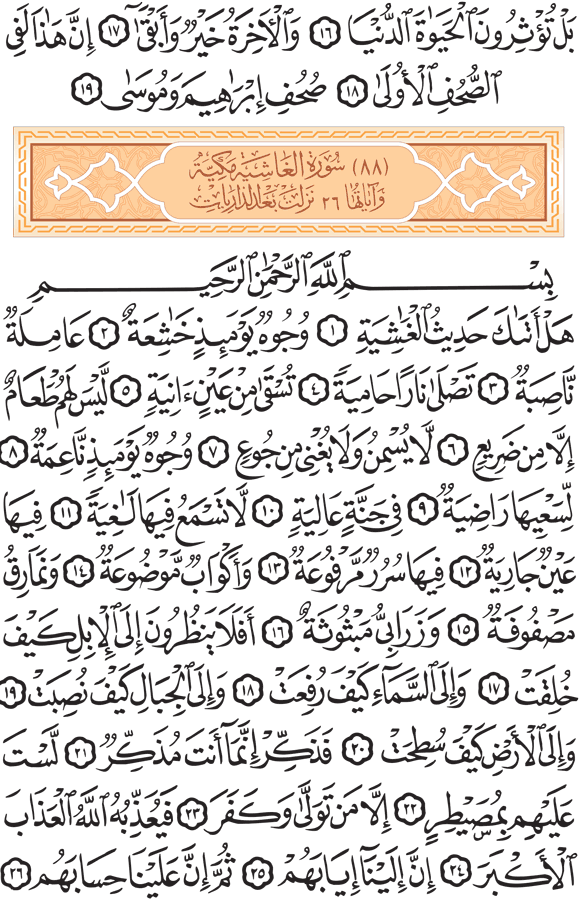 بَلْ تُؤْثِرُونَ ٱلْحَيَوٰةَ ٱلدُّنْيَا ١٦ وَٱلْأَخِرَةُ خَيْرٌ وَأَبْقَىٰٓ ١٧ إِنَّ هَٰذَا لَفِى
ٱلصُّحُفِ ٱلْأُولَىٰ ١٨ صُحُفِ إِبْرَٰهِيمَ وَمُوسَىٰ ١٩
(٨٨) سُورَةُ الغَاشِيَةِ مَكِّيَّة
وَآيَاتُهَا ٢٦ نَزَلَتْ بَعْدَ الذَّارِيَات
بِسْمِ ٱللَّهِ ٱلرَّحْمَٰنِ ٱلرَّحِيمِ
هَلْ أَتَىٰكَ حَدِيثُ ٱلْغَٰشِيَةِ ١ وُجُوهٌ يَوْمَئِذٍ خَٰشِعَةٌ ٢ عَامِلَةٌ
نَّاصِبَةٌ ٣ تَصْلَىٰ نَارًا حَامِيَةً ٤ تُسْقَىٰ مِنْ عَيْنٍ ءَانِيَةٍ ٥ لَّيْسَ لَهُمْ طَعَامٌ
إِلَّا مِن ضَرِيعٍ ٦ لَّا يُسْمِنُ وَلَا يُغْنِى مِن جُوعٍ ٧ وُجُوهٌ يَوْمَئِذٍ نَّاعِمَةٌ ٨
لِّسَعْيِهَا رَاضِيَةٌ ٩ فِى جَنَّةٍ عَالِيَةٍ ١٠ لَّا تَسْمَعُ فِيهَا لَٰغِيَةً ١١ فِيهَا
عَيْنٌ جَارِيَةٌ ١٢ فِيهَا سُرُرٌ مَّرْفُوعَةٌ ١٣ وَأَكْوَابٌ مَّوْضُوعَةٌ ١٤ وَنَمَارِقُ
مَصْفُوفَةٌ ١٥ وَزَرَابِىُّ مَبْثُوثَةٌ ١٦ أَفَلَا يَنظُرُونَ إِلَى ٱلْإِبِلِ كَيْفَ
خُلِقَتْ ١٧ وَإِلَى ٱلسَّمَآءِ كَيْفَ رُفِعَتْ ١٨ وَإِلَى ٱلْجِبَالِ كَيْفَ نُصِبَتْ ١٩
وَإِلَى ٱلْأَرْضِ كَيْفَ سُطِحَتْ ٢٠ فَذَكِّرْ إِنَّمَآ أَنتَ مُذَكِّرٌ ٢١ لَّسْتَ
عَلَيْهِم بِمُصَۜيْطِرٍ ٢٢ إِلَّا مَن تَوَلَّىٰ وَكَفَرَ ٢٣ فَيُعَذِّبُهُ ٱللَّهُ ٱلْعَذَابَ
ٱلْأَكْبَرَ ٢٤ إِنَّ إِلَيْنَآ إِيَابَهُمْ ٢٥ ثُمَّ إِنَّ عَلَيْنَا حِسَابَهُم ٢٦